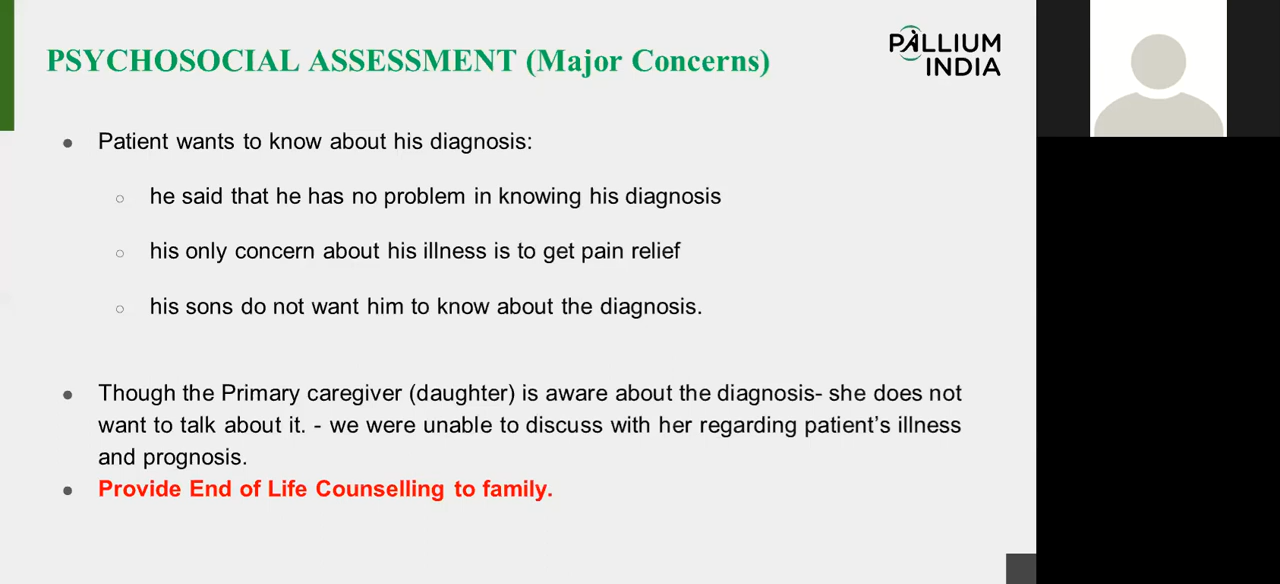 PSYCHOSOCIAL ASSESSMENT (Major Concerns)
PALLIUM
INDIA
● Patient wants to know about his diagnosis:
○ he said that he has no problem in knowing his diagnosis
○ his only concern about his illness is to get pain relief
○ his sons do not want him to know about the diagnosis.
● Though the Primary caregiver (daughter) is aware about the diagnosis- she does not
want to talk about it. - we were unable to discuss with her regarding patient's illness
and prognosis.
● Provide End of Life Counselling to family.